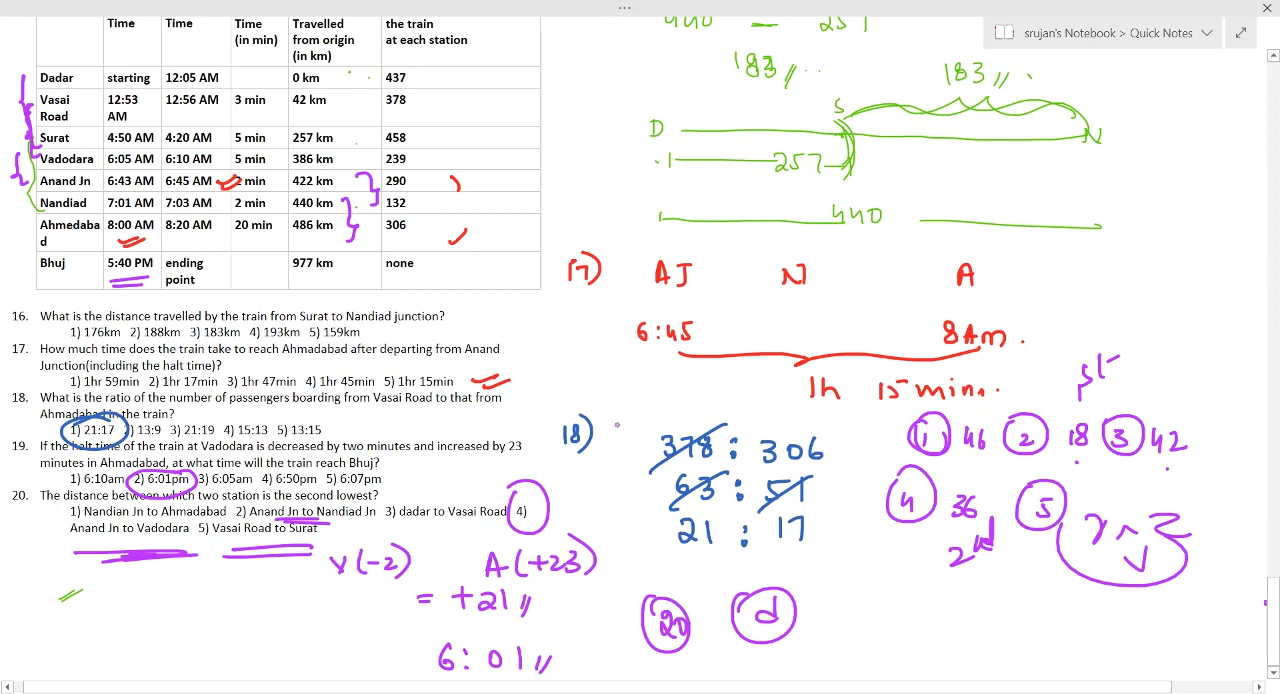 440 — 257
srujan's Notebook > Quick Notes
Time Time Time Travelled the train
(in min) from origin at each station
(in km)
Dadar starting 12:05 AM 0 km 437
Vasai Road 12:53 AM 12:56 AM 3 min 42 km 378
Surat 4:50 AM 4:20 AM 5 min 257 km 458
Vadodara 6:05 AM 6:10 AM 5 min 386 km 239
Anand Jn 6:43 AM 6:45 AM 2 min 422 km 290
Nandiad 7:01 AM 7:03 AM 2 min 440 km 132
Ahmedabad 8:00 AM 8:20 AM 20 min 486 km 306
Bhuj 5:40 PM ending point 977 km none
183 183
D S N
257
440
17) AJ N A
6:45 8Am.
1h 15min.
16. What is the distance travelled by the train from Surat to Nandiad junction?
1) 176km 2) 188km 3) 183km 4) 193km 5) 159km
17. How much time does the train take to reach Ahmadabad after departing from Anand
Junction(including the halt time)?
1) 1hr 59min 2) 1hr 17min 3) 1hr 47min 4) 1hr 45min 5) 1hr 15min
18. What is the ratio of the number of passengers boarding from Vasai Road to that from
Ahmadabad in the train?
1) 21:17 2) 13:9 3) 21:19 4) 15:13 5) 13:15
19. If the halt time of the train at Vadodara is decreased by two minutes and increased by 23
minutes in Ahmadabad, at what time will the train reach Bhuj?
1) 6:10am 2) 6:01pm 3) 6:05am 4) 6:50pm 5) 6:07pm
20. The distance between which two station is the second lowest?
1) Nandian Jn to Ahmedabad 2) Anand Jn to Nandiad Jn 3) dadar to Vasai Road 4)
Anand Jn to Vadodara 5) Vasai Road to Surat
18) 378 : 306
63 : 51
21 : 17
1 46 2 18 3 42
4 36 5
2nd
V(-2) A(+23)
= +21
6:01
20 d